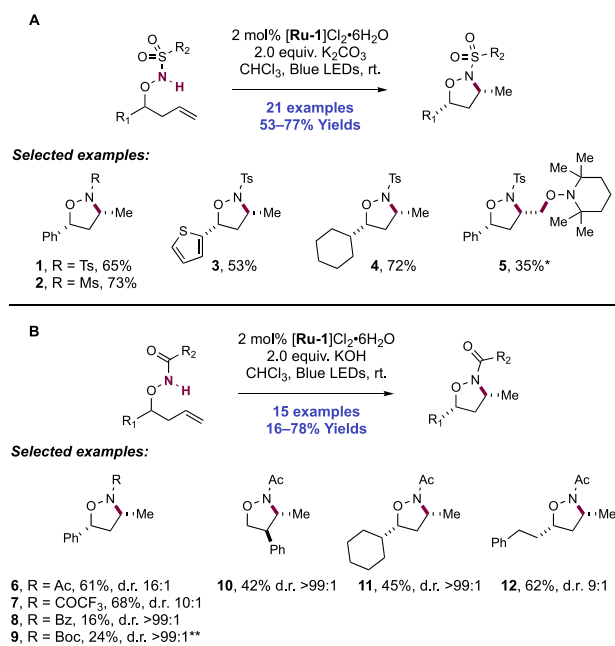 A
2 mol% [Ru-1]Cl₂•6H₂O
2.0 equiv. K₂CO₃
CHCl₃, Blue LEDs, rt.
21 examples
53–77% Yields
O O S R₂
N H
O
R₁
O S R₂
O
O N
Me
R₁
Selected examples:
R
O N
Me
Ph
1, R = Ts, 65%
2, R = Ms, 73%
Ts
O N
Me
S
3, 53%
Ts
O N
Me
4, 72%
Ts
O N
Ph
O N
Me Me
Me Me
5, 35%*
B
2 mol% [Ru-1]Cl₂•6H₂O
2.0 equiv. KOH
CHCl₃, Blue LEDs, rt.
15 examples
16–78% Yields
O R₂
N H
O
R₁
O R₂
O N
Me
R₁
Selected examples:
R
O N
Me
Ph
6, R = Ac, 61%, d.r. 16:1
7, R = COCF₃, 68%, d.r. 10:1
8, R = Bz, 16%, d.r. >99:1
9, R = Boc, 24%, d.r. >99:1**
Ac
O N
Me
Ph
10, 42% d.r. >99:1
Ac
O N
Me
11, 45%, d.r. >99:1
Ac
O N
Me
Ph
12, 62%, d.r. 9:1